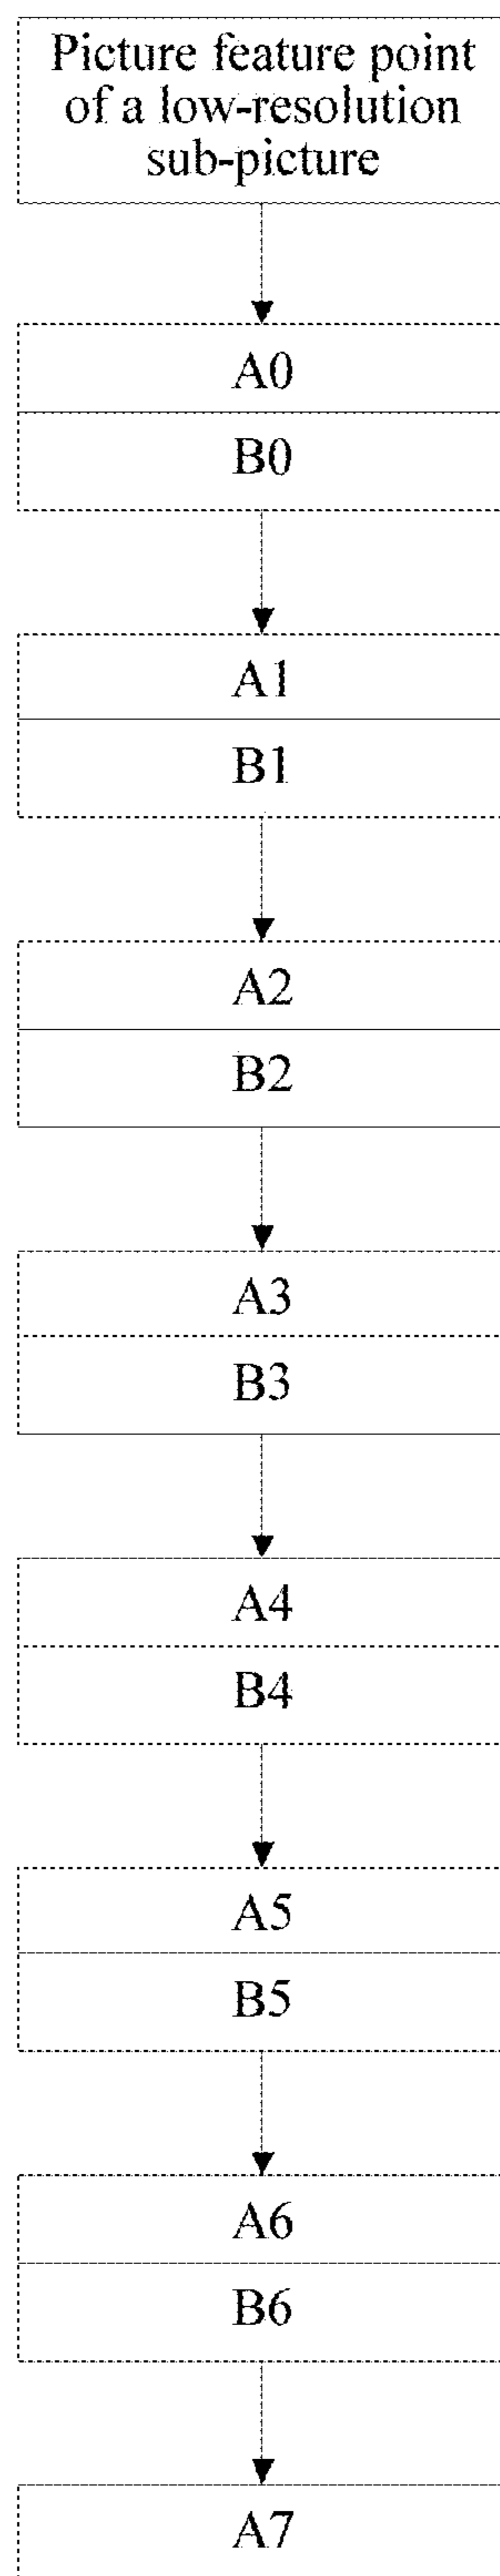 Picture feature point
of a low-resolution
sub-picture
A0
B0
A1
B1
A2
B2
A3
B3
A4
B4
A5
B5
A6
B6
A7